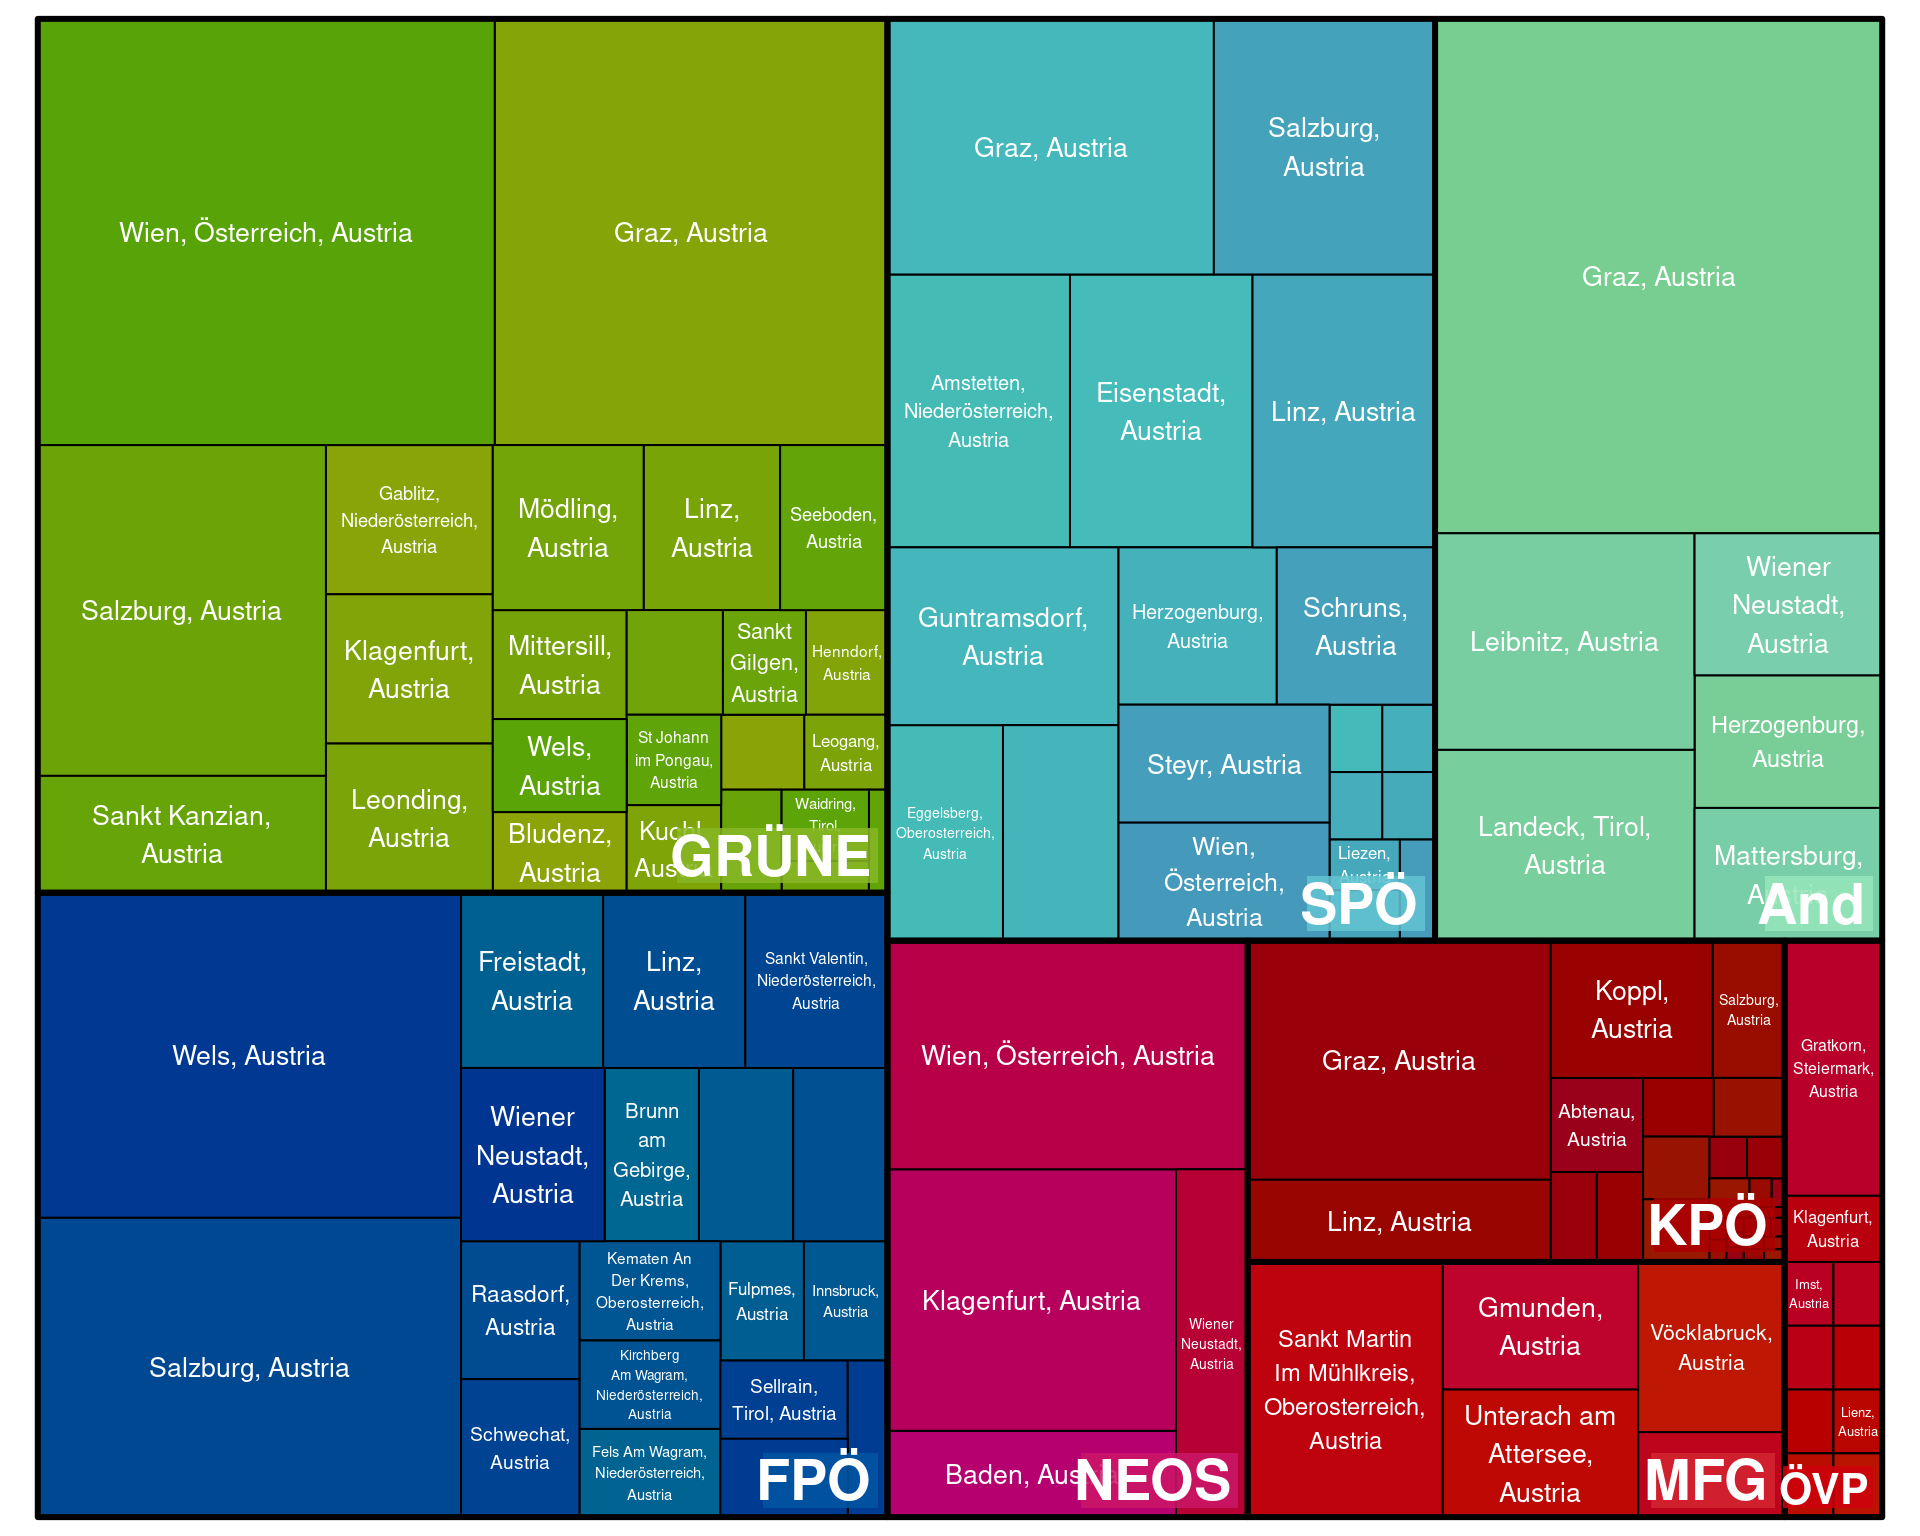 Wien, Österreich, Austria
Graz, Austria
Salzburg, Austria
Sankt Kanzian,
Austria
Gablitz,
Niederösterreich,
Austria
Klagenfurt,
Austria
Leonding,
Austria
Mödling,
Austria
Linz,
Austria
Seeboden,
Austria
Mittersill,
Austria
Sankt
Gilgen,
Austria
Henndorf,
Austria
Wels,
Austria
St Johann
im Pongau,
Austria
Leogang,
Austria
Bludenz,
Austria
Kuchl,
Waidring,
Tirol,
GRÜNE
Graz, Austria
Salzburg,
Austria
Amstetten,
Niederösterreich,
Austria
Eisenstadt,
Austria
Linz, Austria
Guntramsdorf,
Austria
Herzogenburg,
Austria
Schruns,
Austria
Eggelsberg,
Oberosterreich,
Austria
Steyr, Austria
Wien,
Österreich,
Austria
Liezen,
Austria
SPÖ
Graz, Austria
Leibnitz, Austria
Wiener
Neustadt,
Austria
Herzogenburg,
Austria
Landeck, Tirol,
Austria
Mattersburg,
Austria
And
Wels, Austria
Salzburg, Austria
Freistadt,
Austria
Linz,
Austria
Sankt Valentin,
Niederösterreich,
Austria
Wiener
Neustadt,
Austria
Brunn
am
Gebirge,
Austria
Raasdorf,
Austria
Schwechat,
Austria
Kematen An
Der Krems,
Oberosterreich,
Austria
Kirchberg
Am Wagram,
Niederösterreich,
Austria
Fels Am Wagram,
Niederösterreich,
Austria
Fulpmes,
Austria
Innsbruck,
Austria
Sellrain,
Tirol, Austria
FPÖ
Wien, Österreich, Austria
Klagenfurt, Austria
Wiener
Neustadt,
Austria
Baden, Austria
NEOS
Graz, Austria
Linz, Austria
Koppl,
Austria
Salzburg,
Austria
Abtenau,
Austria
KPÖ
Sankt Martin
Im Mühlkreis,
Oberosterreich,
Austria
Gmunden,
Austria
Unterach am
Attersee,
Austria
Vöcklabruck,
Austria
MFG
Gratkorn,
Steiermark,
Austria
Klagenfurt,
Austria
Imst,
Austria
Lienz,
Austria
ÖVP